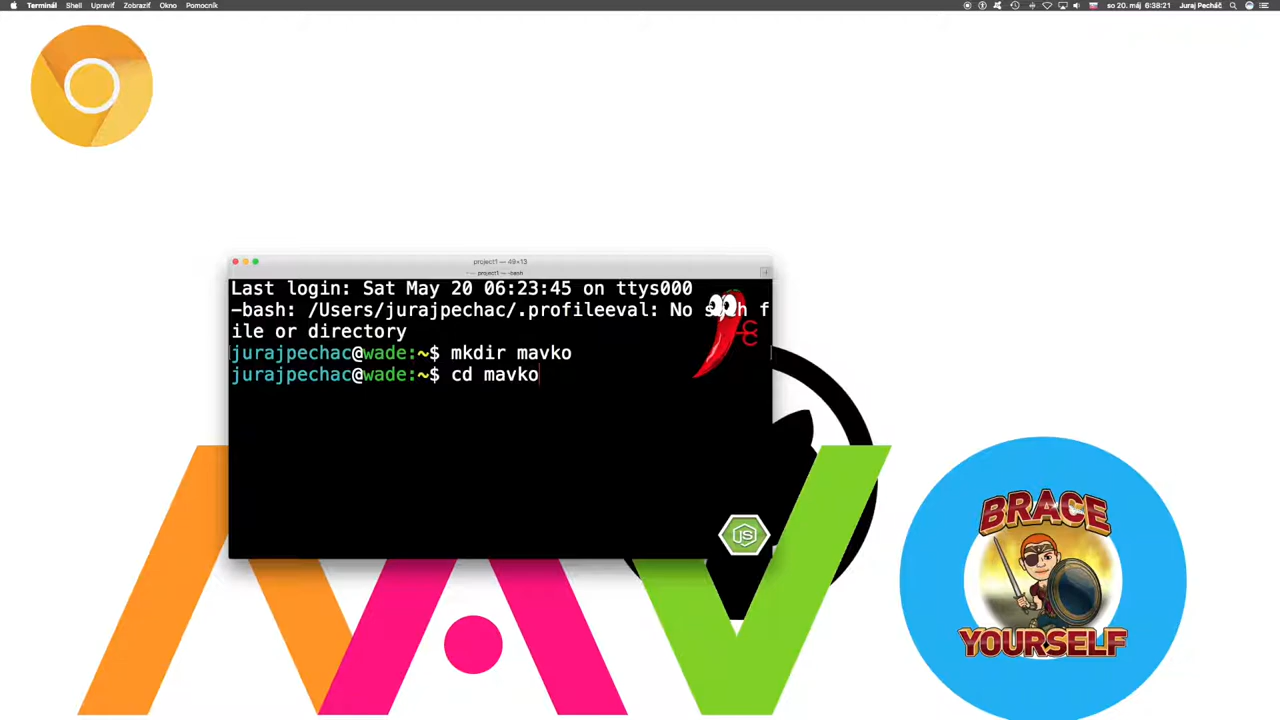 Terminál Shell Upraviť Zobraziť Okno Pomocník
so 20. máj 6:38:21 Juraj Pecháč
project1 — 49×13
project1 — -bash
Last login: Sat May 20 06:23:45 on ttys000
-bash: /Users/jurajpechac/.profileeval: No such f
ile or directory
jurajpechac@wade:~$ mkdir mavko
jurajpechac@wade:~$ cd mavko
JS
BRACE
YOURSELF